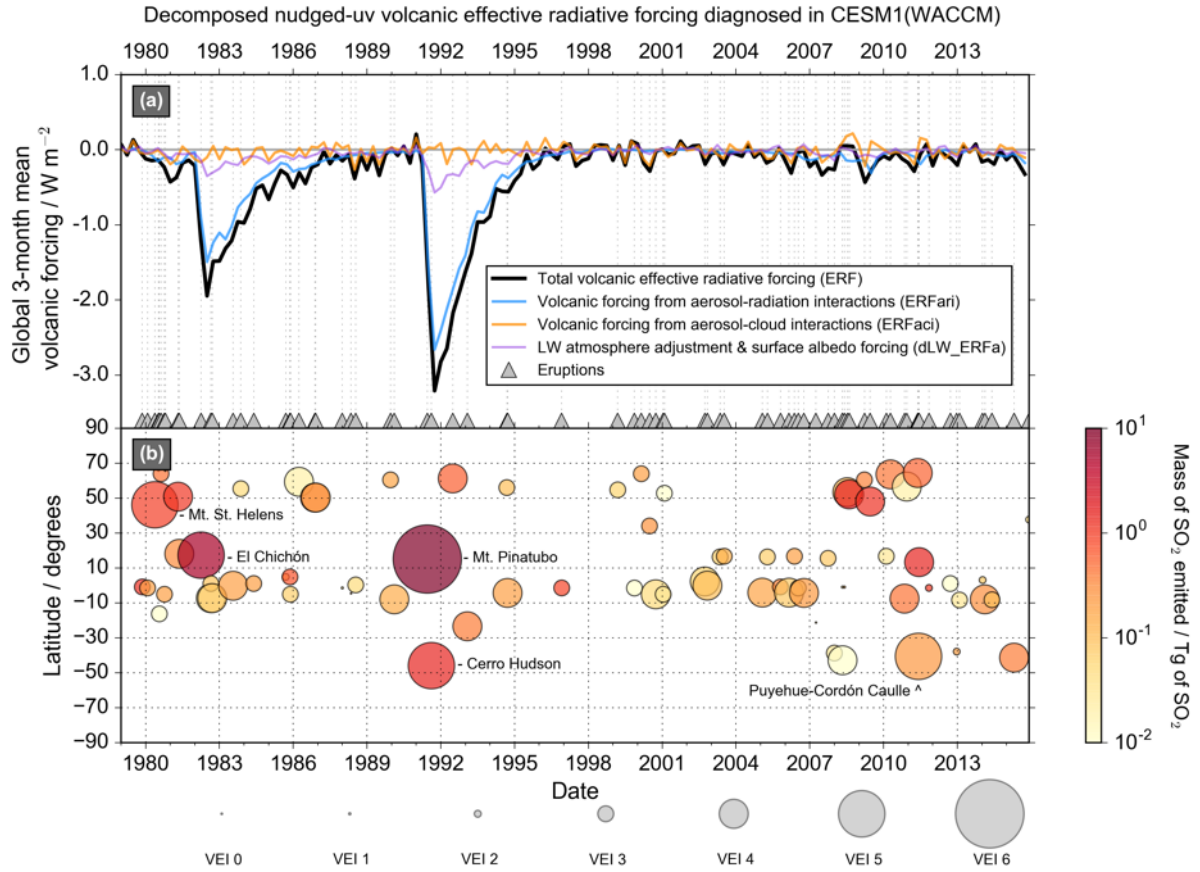 Decomposed nudged-uv volcanic effective radiative forcing diagnosed in CESM1(WACCM)
1980 1983 1986 1989 1992 1995 1998 2001 2004 2007 2010 2013
(a)
Global 3-month mean
volcanic forcing / W m−2
1.0
0.0
−1.0
−2.0
−3.0
Total volcanic effective radiative forcing (ERF)
Volcanic forcing from aerosol-radiation interactions (ERFari)
Volcanic forcing from aerosol-cloud interactions (ERFaci)
LW atmosphere adjustment & surface albedo forcing (dLW_ERFa)
Eruptions
(b)
Latitude / degrees
90
70
50
30
10
−10
−30
−50
−70
−90
- Mt. St. Helens
- El Chichón
- Mt. Pinatubo
- Cerro Hudson
Puyehue-Cordón Caulle ^
1980 1983 1986 1989 1992 1995 1998 2001 2004 2007 2010 2013
Date
10^1
10^0
10^-1
10^-2
Mass of SO2 emitted / Tg of SO2
VEI 0 VEI 1 VEI 2 VEI 3 VEI 4 VEI 5 VEI 6